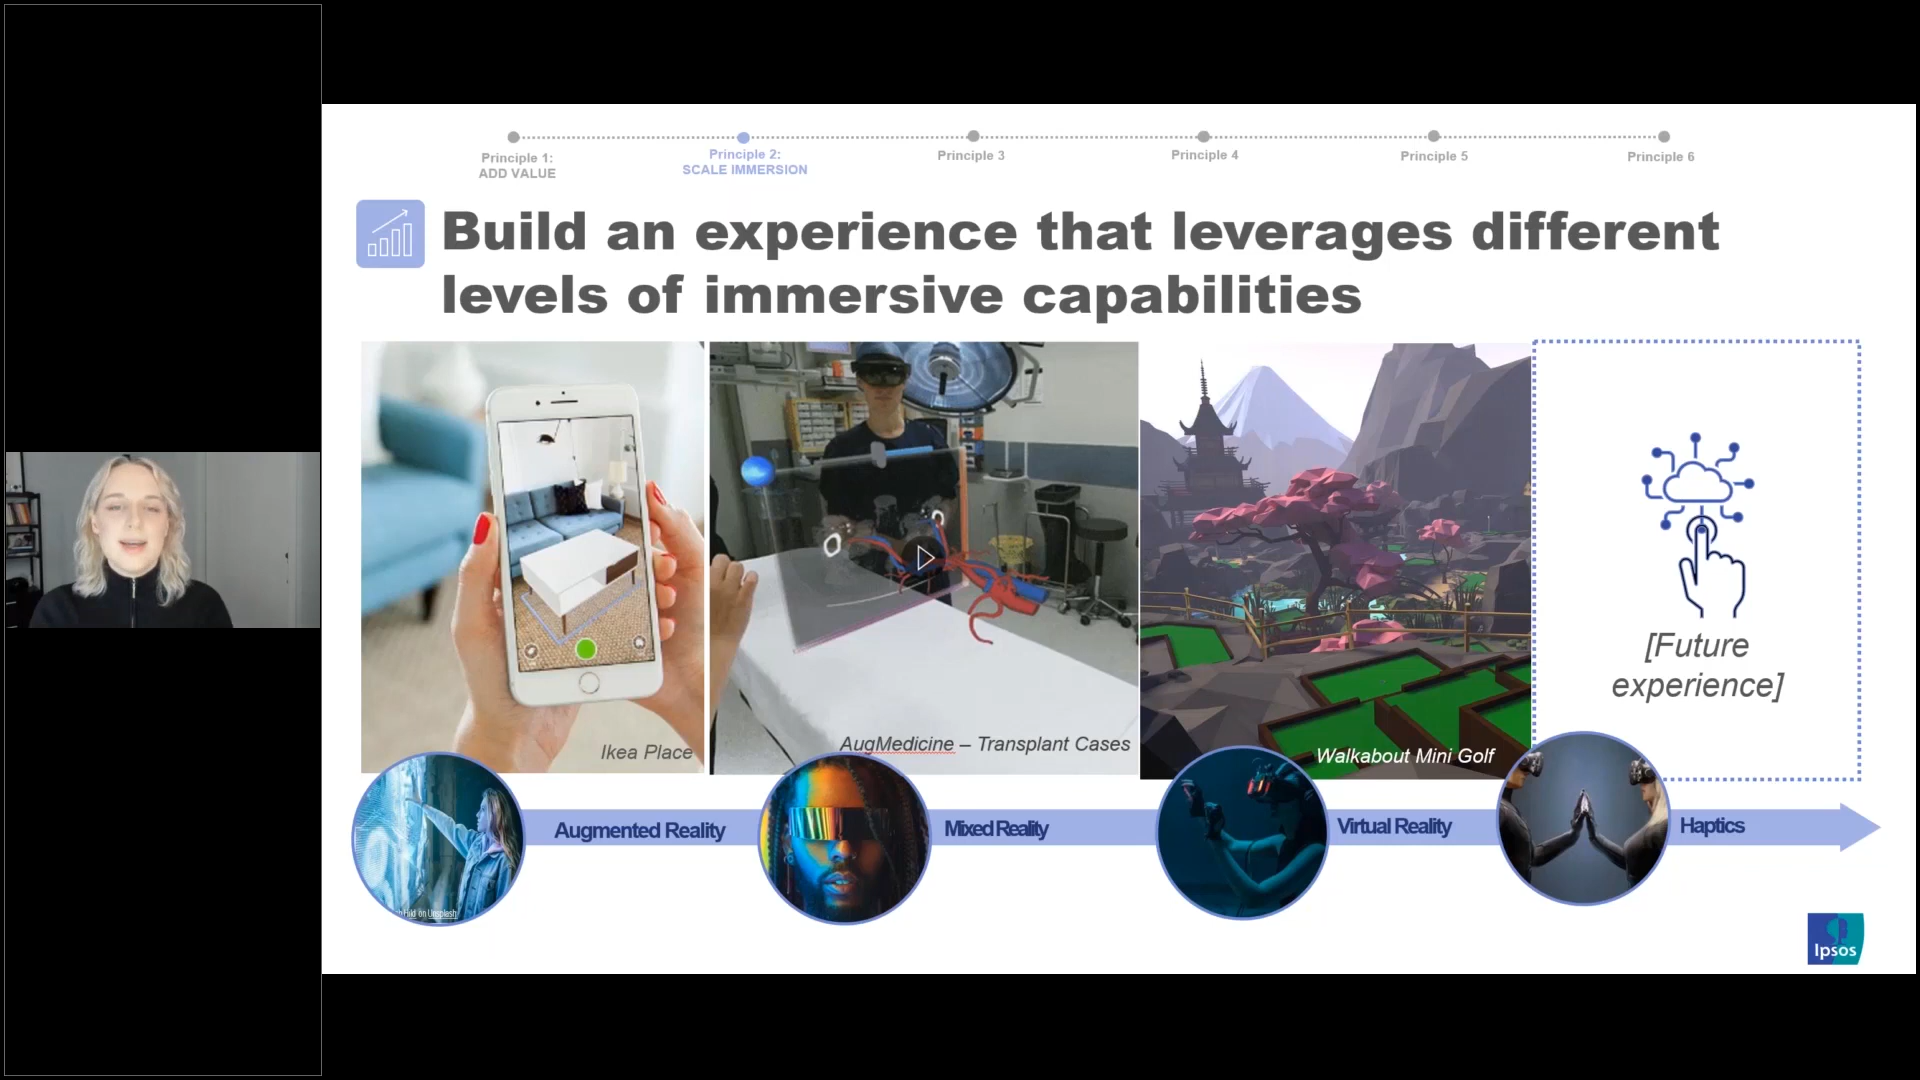 Principle 1:
ADD VALUE
Principle 2:
SCALE IMMERSION
Principle 3
Principle 4
Principle 5
Principle 6
Build an experience that leverages different
levels of immersive capabilities
Ikea Place
AugMedicine – Transplant Cases
Walkabout Mini Golf
[Future
experience]
Augmented Reality
Mixed Reality
Virtual Reality
Haptics
on Unsplash
Ipsos